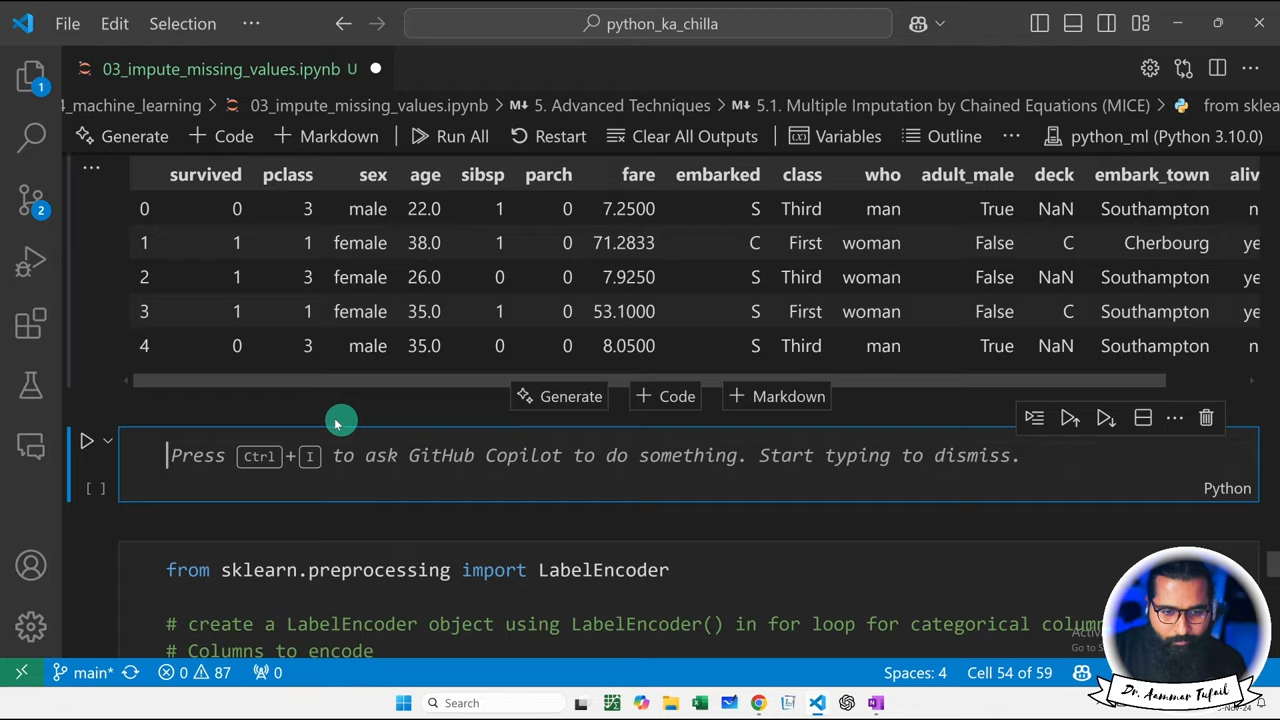 File Edit Selection ··· python_ka_chilla
03_impute_missing_values.ipynb U
4_machine_learning > 03_impute_missing_values.ipynb > M↓ 5. Advanced Techniques > M↓ 5.1. Multiple Imputation by Chained Equations (MICE) > from sklea
Generate + Code + Markdown Run All Restart Clear All Outputs Variables Outline ··· python_ml (Python 3.10.0)
survived pclass sex age sibsp parch fare embarked class who adult_male deck embark_town aliv
0 0 3 male 22.0 1 0 7.2500 S Third man True NaN Southampton n
1 1 1 female 38.0 1 0 71.2833 C First woman False C Cherbourg ye
2 1 3 female 26.0 0 0 7.9250 S Third woman False NaN Southampton ye
3 1 1 female 35.0 1 0 53.1000 S First woman False C Southampton ye
4 0 3 male 35.0 0 0 8.0500 S Third man True NaN Southampton n
Generate + Code + Markdown
Press Ctrl+I to ask GitHub Copilot to do something. Start typing to dismiss.
[ ] Python
from sklearn.preprocessing import LabelEncoder
# create a LabelEncoder object using LabelEncoder() in for loop for categorical colum
# Columns to encode
1
2
main* 0 87 0 Spaces: 4 Cell 54 of 59
Search
Dr. Aammar Tufail